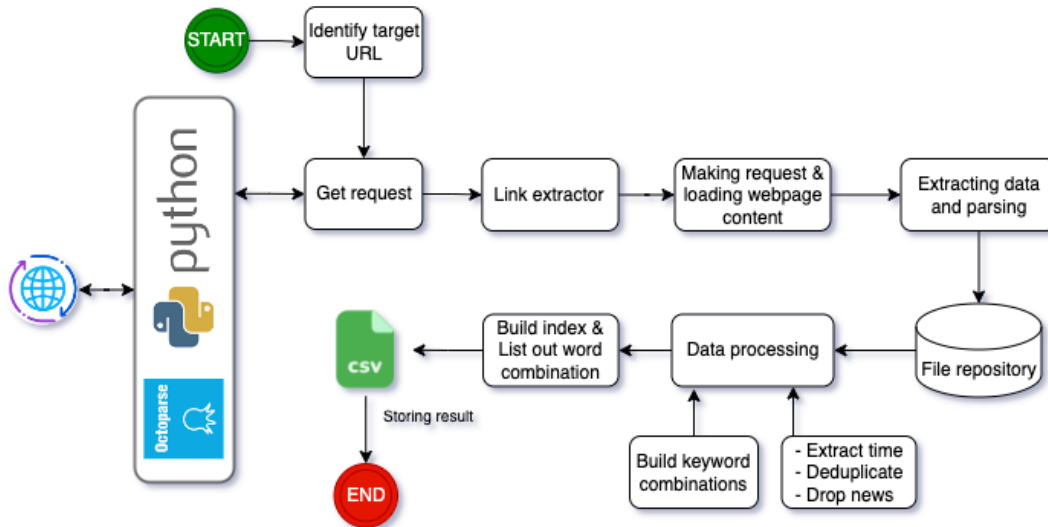 START
Identify target
URL
python
Octoparse
Get request
Link extractor
Making request &
loading webpage
content
Extracting data
and parsing
File repository
Data processing
Build index &
List out word
combination
CSV
Storing result
END
Build keyword
combinations
- Extract time
- Deduplicate
- Drop news